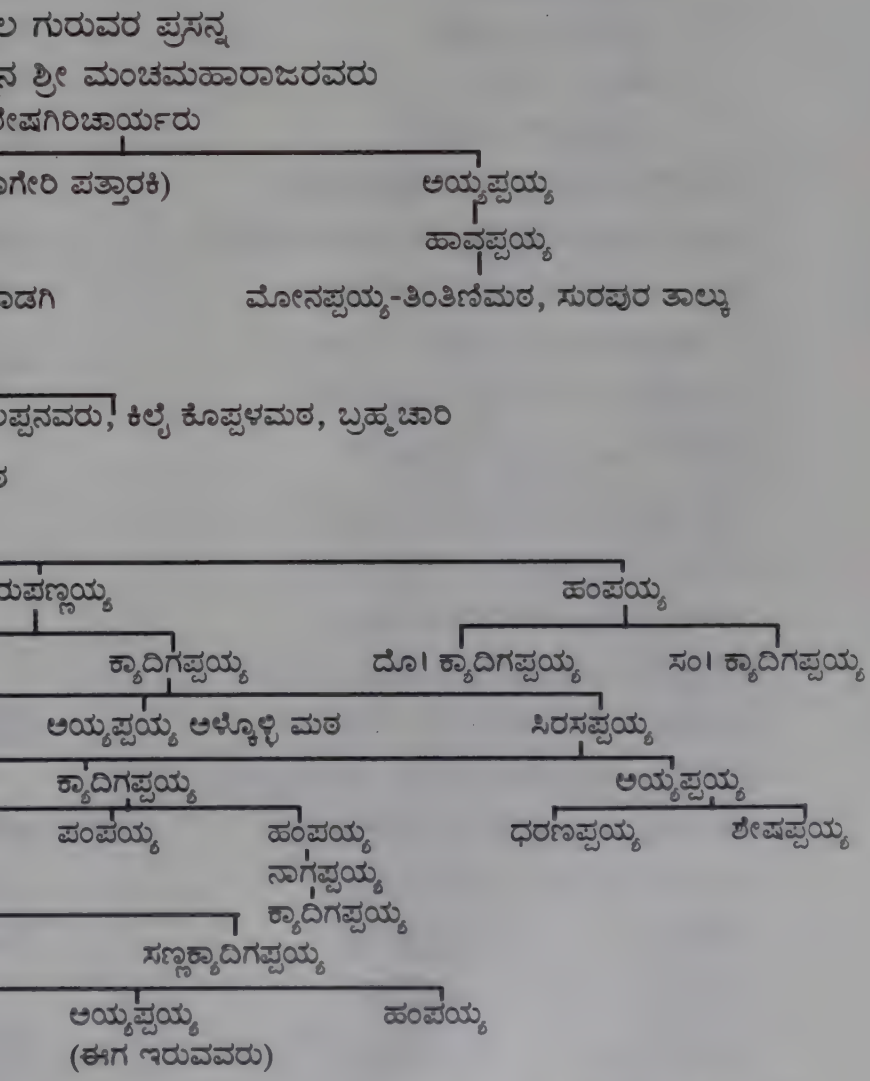 ಲ ಗುರುವರ ಪ್ರಸನ್ನ
ನ ಶ್ರೀ ಮಂಚಮಹಾರಾಜರವರು
ಶೇಷಗಿರಿಚಾರ್ಯರು
ಾಗೇರಿ ಪತ್ತಾರಕಿ) ಅಯ್ಯಪ್ಪಯ್ಯ
ಹಾವಪ್ಪಯ್ಯ
ಾಡಗಿ ಮೋನಪ್ಪಯ್ಯ-ತಿಂತಿಣಿಮಠ, ಸುರಪುರ ತಾಲ್ಕು
ಪ್ಪನವರು, ಕಿಲೈ ಕೊಪ್ಪಳಮಠ, ಬ್ರಹ್ಮಚಾರಿ
ಠ
ರುಪಣ್ಣಯ್ಯ ಹಂಪಯ್ಯ
ಕ್ಯಾದಿಗಪ್ಪಯ್ಯ ದೊ। ಕ್ಯಾದಿಗಪ್ಪಯ್ಯ ಸಂ। ಕ್ಯಾದಿಗಪ್ಪಯ್ಯ
ಅಯ್ಯಪ್ಪಯ್ಯ ಅಳ್ಕೊಳ್ಳಿ ಮಠ ಸಿರಸಪ್ಪಯ್ಯ
ಕ್ಯಾದಿಗಪ್ಪಯ್ಯ ಅಯ್ಯಪ್ಪಯ್ಯ
ಪಂಪಯ್ಯ ಹಂಪಯ್ಯ ಧರಣಪ್ಪಯ್ಯ ಶೇಷಪ್ಪಯ್ಯ
ನಾಗಪ್ಪಯ್ಯ
ಕ್ಯಾದಿಗಪ್ಪಯ್ಯ
ಸಣ್ಣಕ್ಯಾದಿಗಪ್ಪಯ್ಯ
ಅಯ್ಯಪ್ಪಯ್ಯ ಹಂಪಯ್ಯ
(ಈಗ ಇರುವವರು)